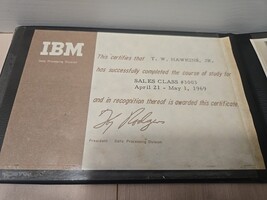 IBM
Data Processing Division
This certifies that T. W. HAWKINS, JR.
has successfully completed the course of study for
SALES CLASS
April 21 - May 1, 1969
and in recognition thereof is awarded this certificate.
President Data Processing Division